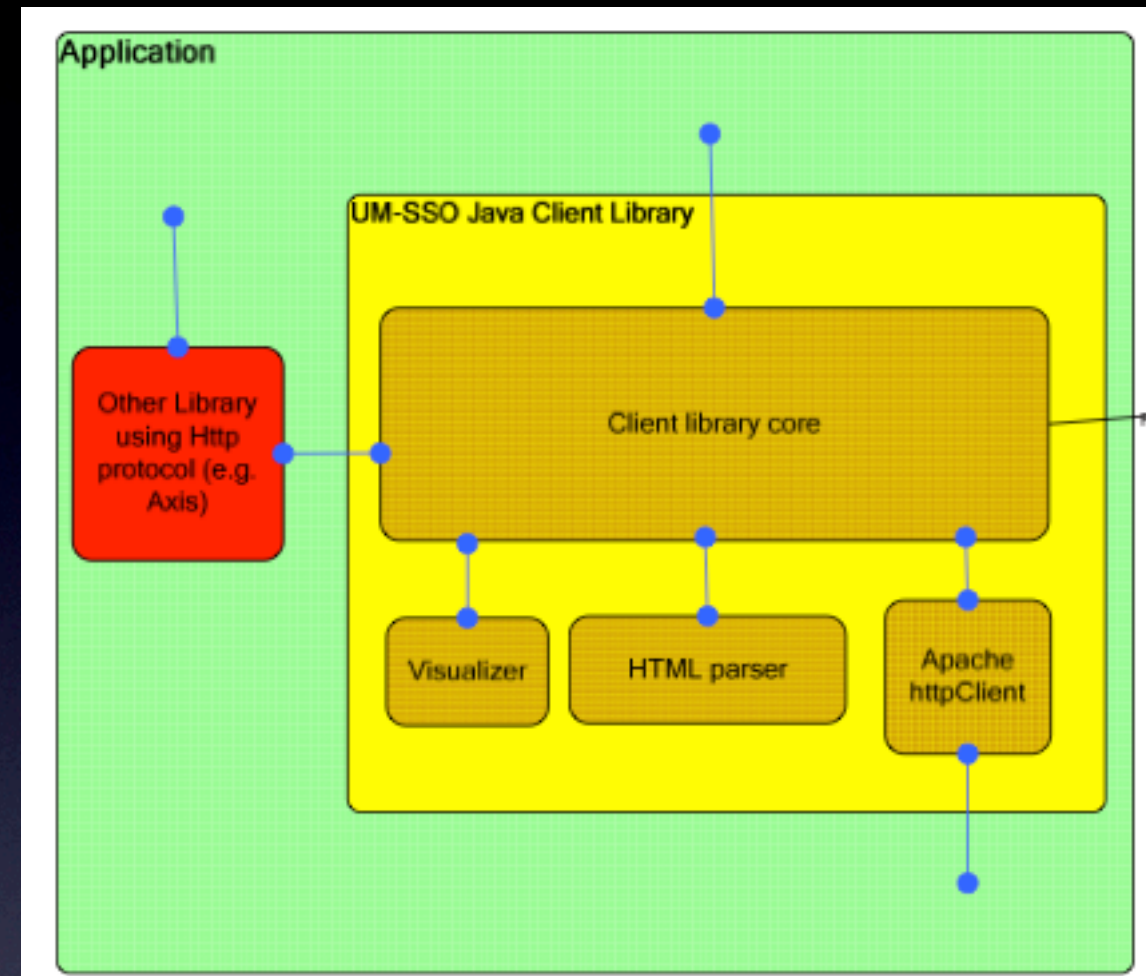 Application
UM-SSO Java Client Library
Other Library
using Http
protocol (e.g.
Axis)
Client library core
Visualizer
HTML parser
Apache
httpClient